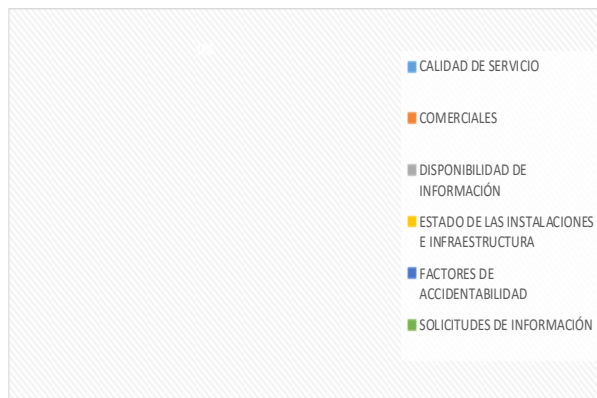 CALIDAD DE SERVICIO
COMERCIALES
DISPONIBILIDAD DE
INFORMACIÓN
ESTADO DE LAS INSTALACIONES
E INFRAESTRUCTURA
FACTORES DE
ACCIDENTABILIDAD
SOLICITUDES DE INFORMACIÓN